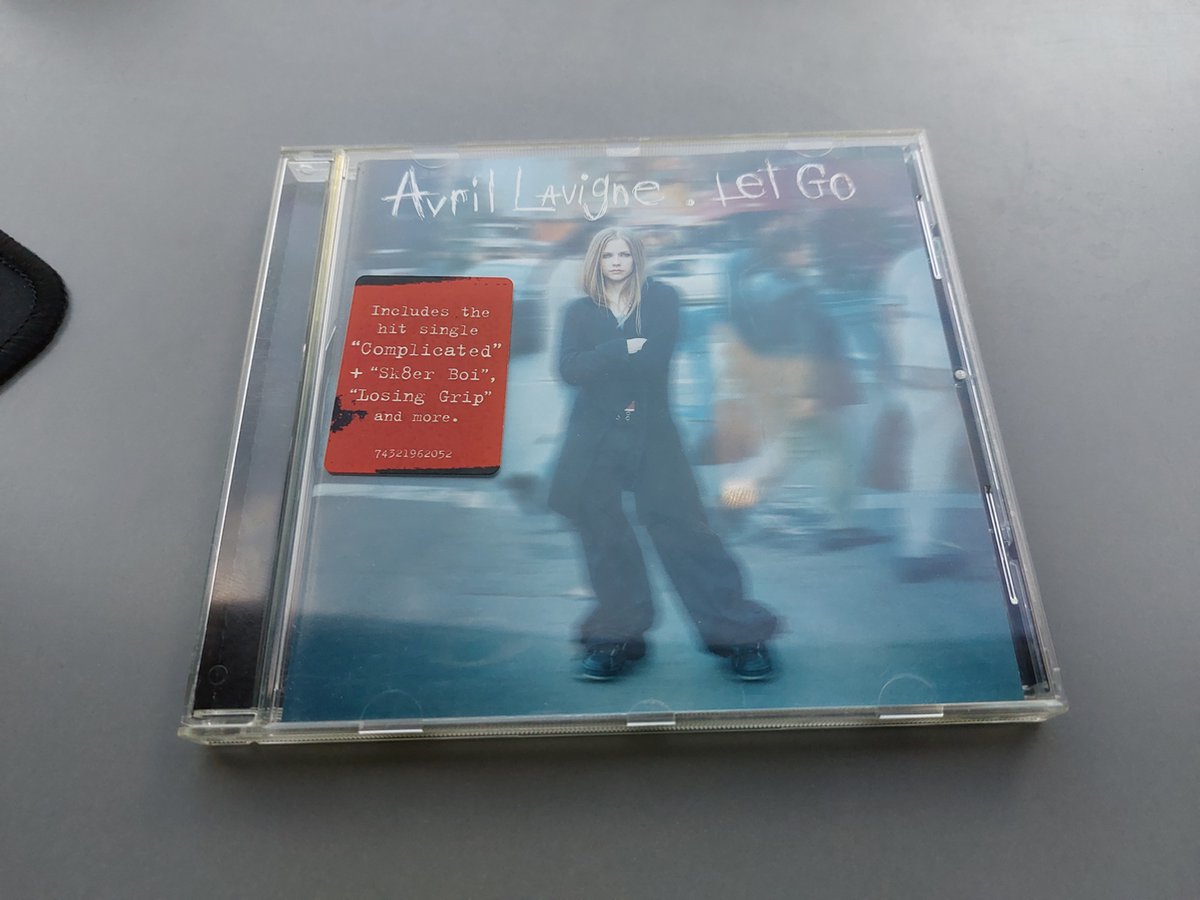 Avril Lavigne . Let Go
Includes the
hit single
“Complicated”
+ “Sk8er Boi”,
“Losing Grip”
and more.
74321962052